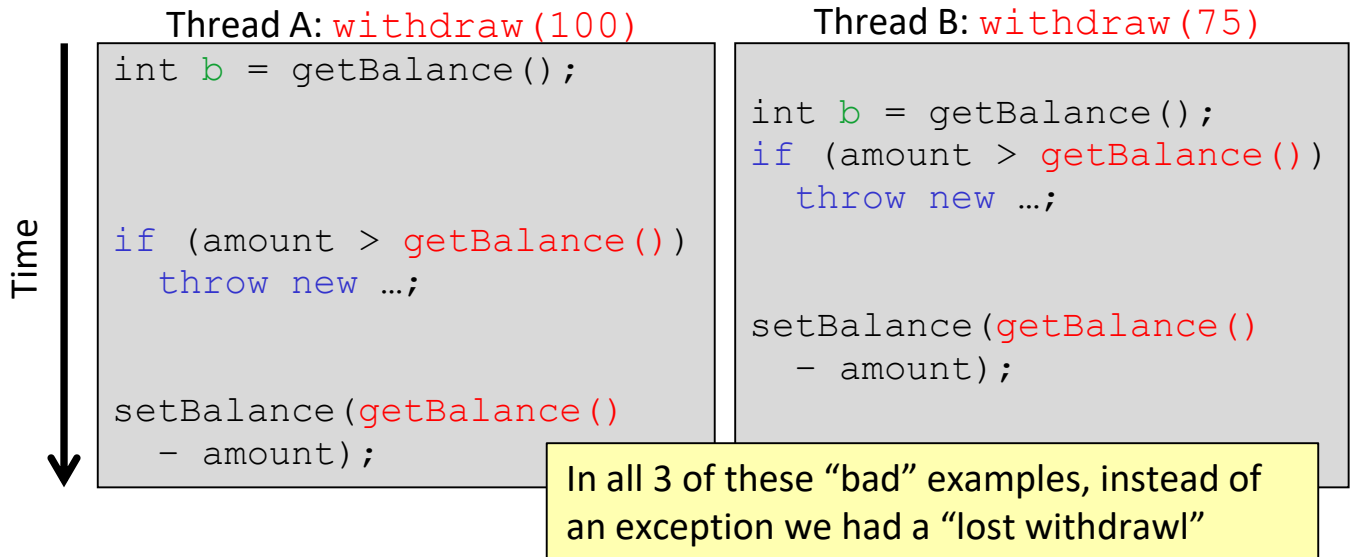 Thread A: withdraw(100)
int b = getBalance();
if (amount > getBalance())
throw new …;
setBalance(getBalance()
– amount);
Thread B: withdraw(75)
int b = getBalance();
if (amount > getBalance())
throw new …;
setBalance(getBalance()
– amount);
Time
In all 3 of these “bad” examples, instead of
an exception we had a “lost withdrawl”